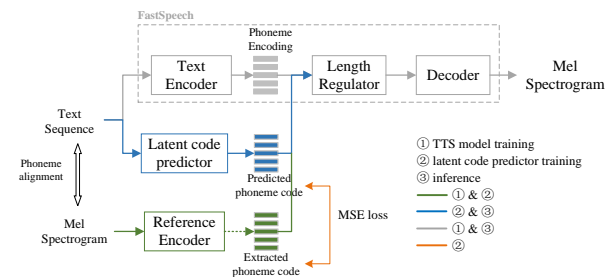 FastSpeech
Phoneme
Encoding
Text
Encoder
Length
Regulator
Decoder
Mel
Spectrogram
Text
Sequence
Latent code
predictor
Predicted
phoneme code
Phoneme
alignment
Mel
Spectrogram
Reference
Encoder
Extracted
phoneme code
MSE loss
① TTS model training
② latent code predictor training
③ inference
① & ②
② & ③
① & ③
②